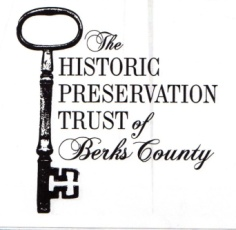 The
HISTORIC
PRESERVATION
TRUST of
Berks County